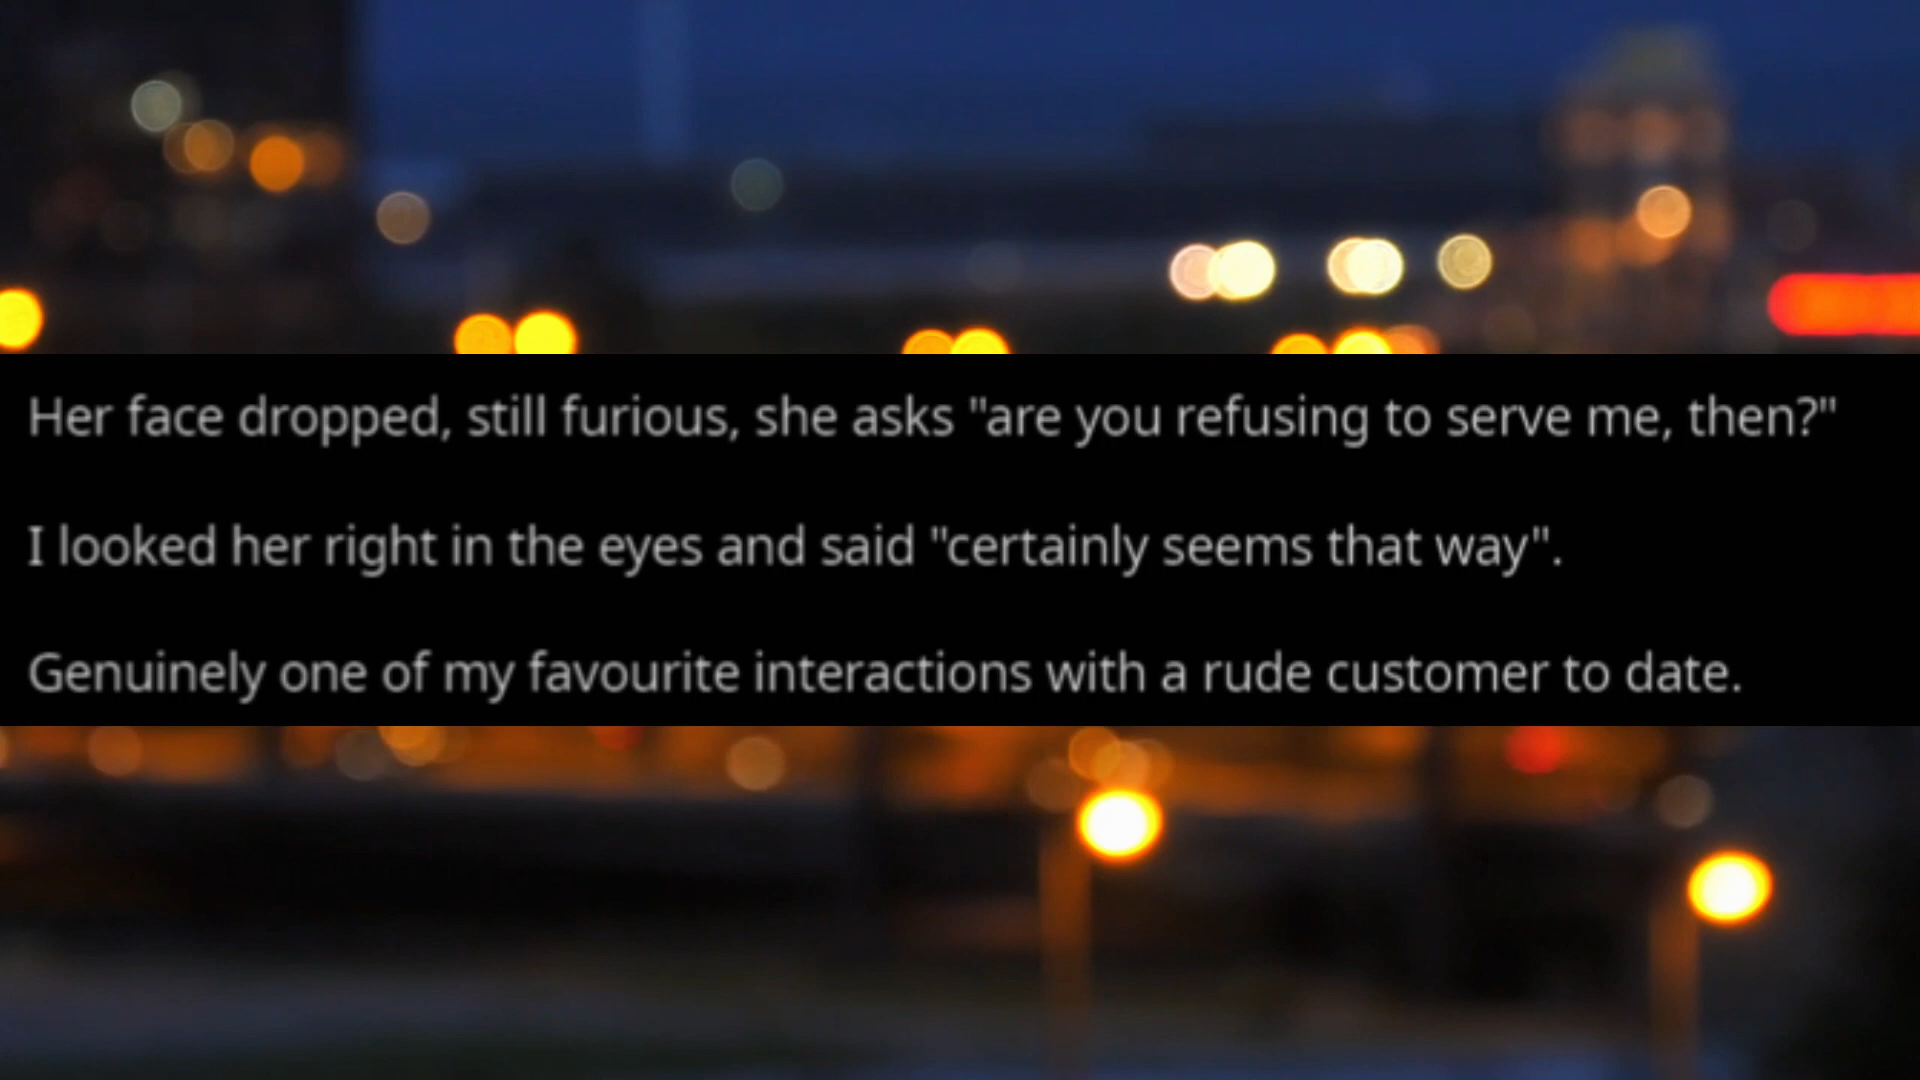 Her face dropped, still furious, she asks "are you refusing to serve me, then?"
I looked her right in the eyes and said "certainly seems that way".
Genuinely one of my favourite interactions with a rude customer to date.